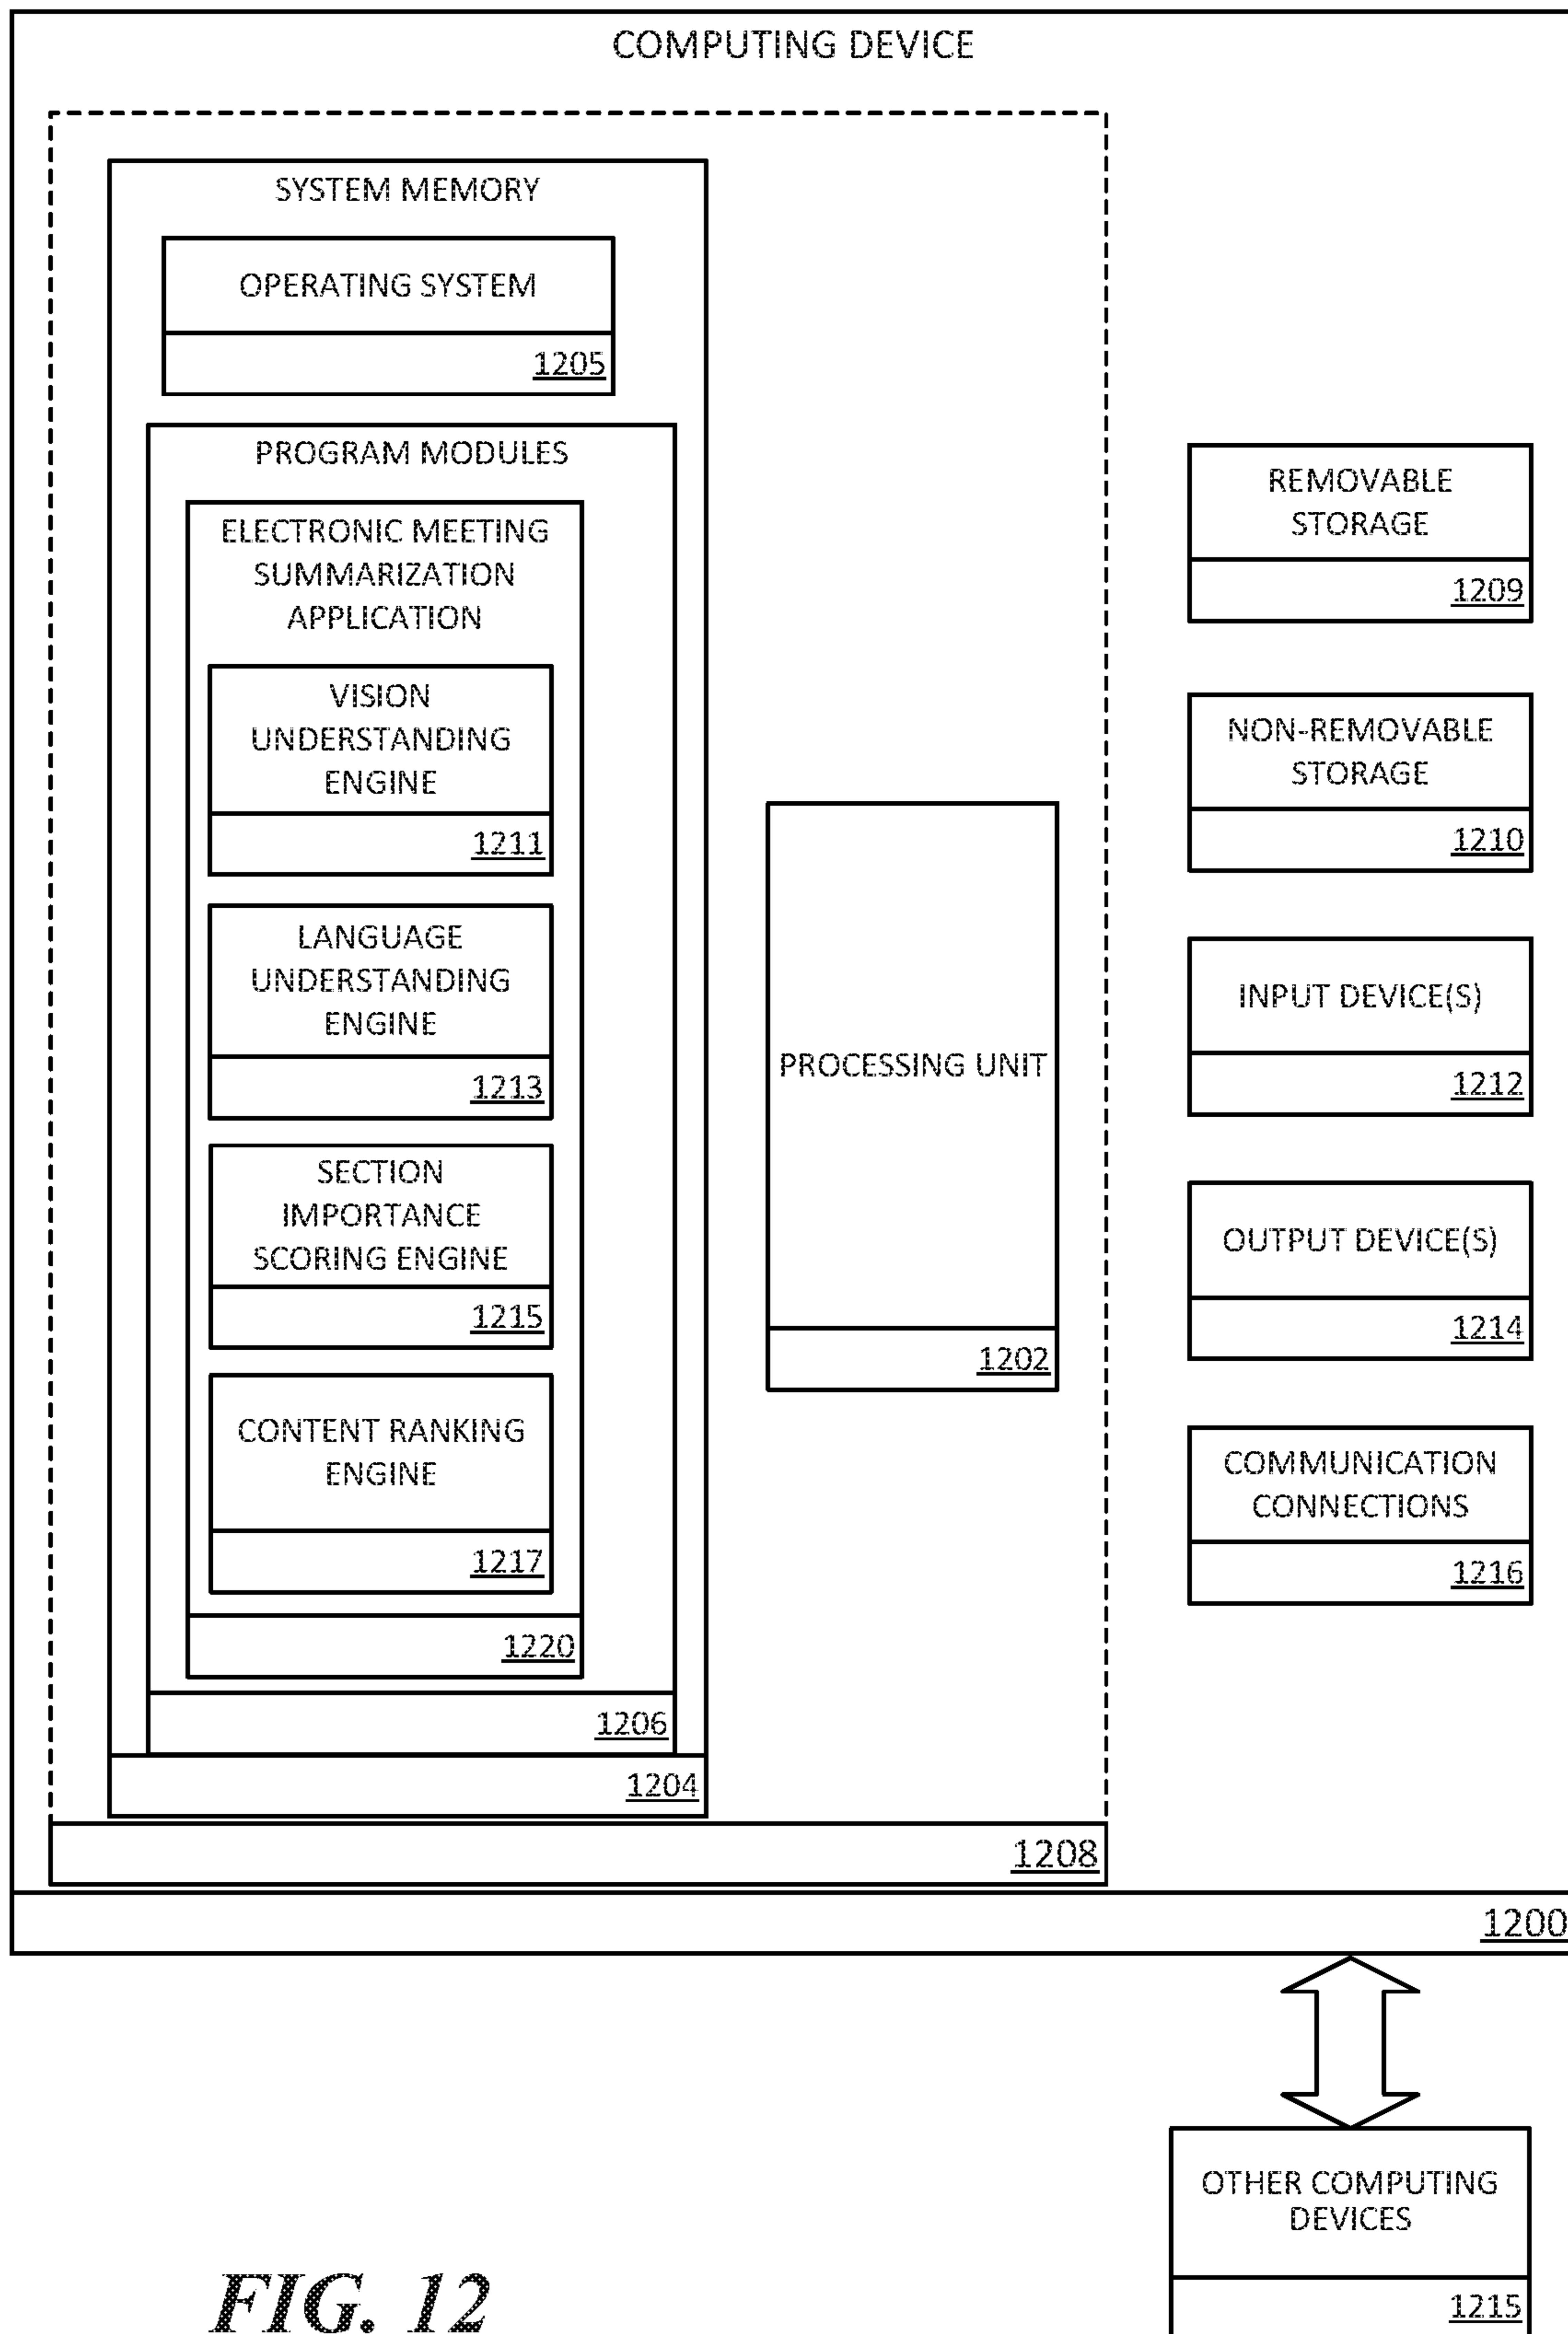 COMPUTING DEVICE
SYSTEM MEMORY
OPERATING SYSTEM
1205
PROGRAM MODULES
ELECTRONIC MEETING
SUMMARIZATION
APPLICATION
VISION
UNDERSTANDING
ENGINE
1211
LANGUAGE
UNDERSTANDING
ENGINE
1213
SECTION
IMPORTANCE
SCORING ENGINE
1215
CONTENT RANKING
ENGINE
1217
1220
1206
1204
PROCESSING UNIT
1202
1208
REMOVABLE
STORAGE
1209
NON-REMOVABLE
STORAGE
1210
INPUT DEVICE(S)
1212
OUTPUT DEVICE(S)
1214
COMMUNICATION
CONNECTIONS
1216
1200
OTHER COMPUTING
DEVICES
1215
FIG. 12